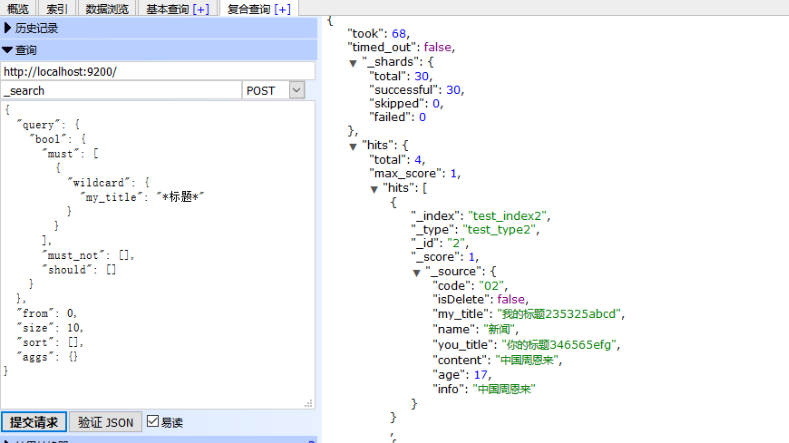 概览 索引 数据浏览 基本查询 [+] 复合查询 [+]
历史记录
查询
http://localhost:9200/
_search POST
{
"query": {
"bool": {
"must": [
{
"wildcard": {
"my_title": "*标题*"
}
}
],
"must_not": [],
"should": []
}
},
"from": 0,
"size": 10,
"sort": [],
"aggs": {}
}
提交请求 验证 JSON 易读
{
"took": 68,
"timed_out": false,
"_shards": {
"total": 30,
"successful": 30,
"skipped": 0,
"failed": 0
},
"hits": {
"total": 4,
"max_score": 1,
"hits": [
{
"_index": "test_index2",
"_type": "test_type2",
"_id": "2",
"_score": 1,
"_source": {
"code": "02",
"isDelete": false,
"my_title": "我的标题235325abcd",
"name": "新闻",
"you_title": "你的标题346565efg",
"content": "中国周恩来",
"age": 17,
"info": "中国周恩来"
}
}
,